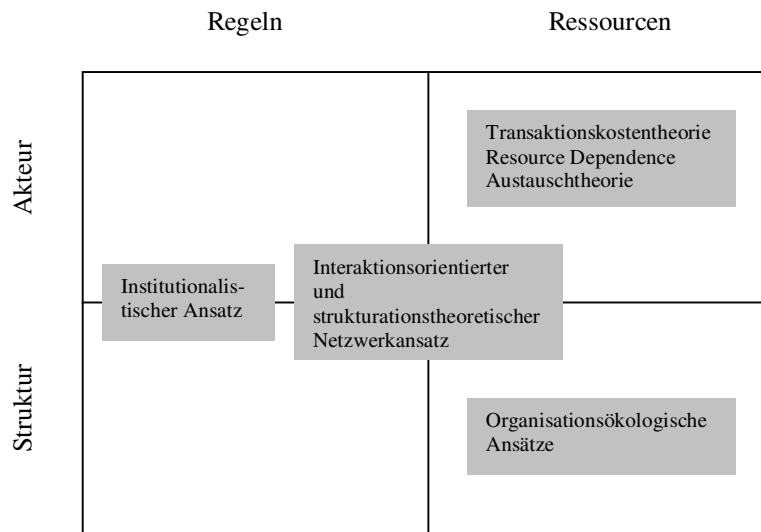 Regeln
Ressourcen
Akteur
Transaktionskostentheorie
Resource Dependence
Austauschtheorie
Institutionalis-
tischer Ansatz
Interaktionsorientierter
und
strukturationstheoretischer
Netzwerkansatz
Struktur
Organisationsökologische
Ansätze